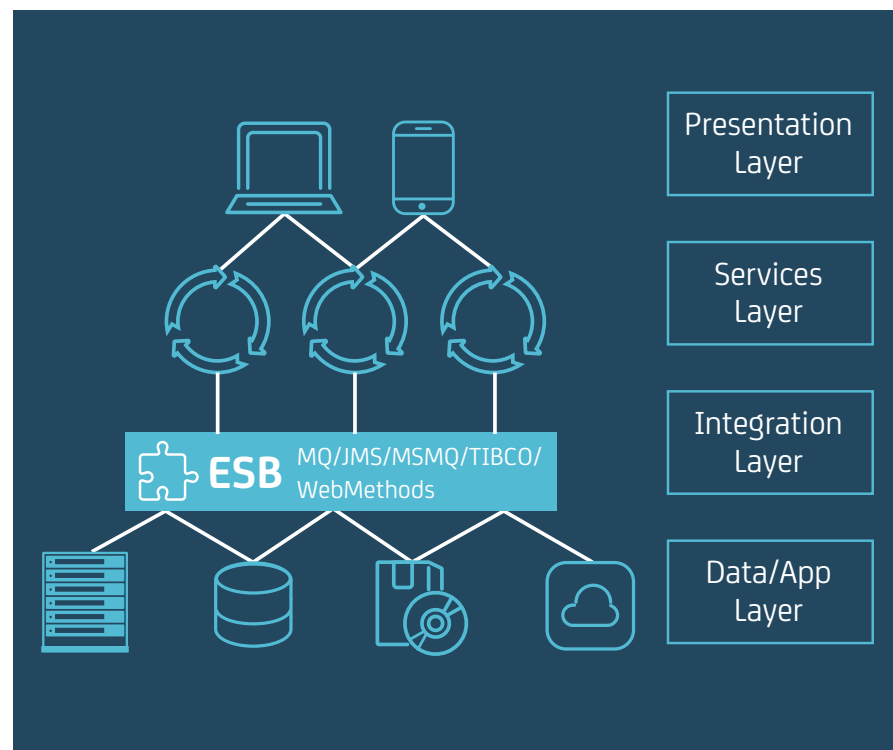 Presentation
Layer
Services
Layer
ESB
MQ/JMS/MSMQ/TIBCO/
WebMethods
Integration
Layer
Data/App
Layer